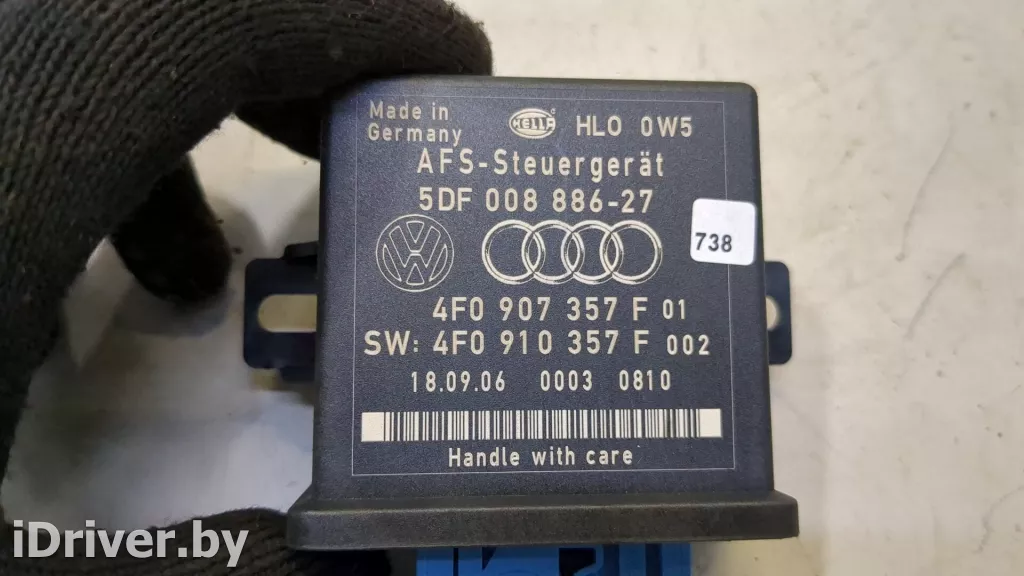 Made in
Germany
HELLA HLO 0W5
AFS-Steuergerät
5DF 008 886-27
738
4F0 907 357 F 01
SW: 4F0 910 357 F 002
18.09.06 0003 0810
Handle with care
iDriver.by